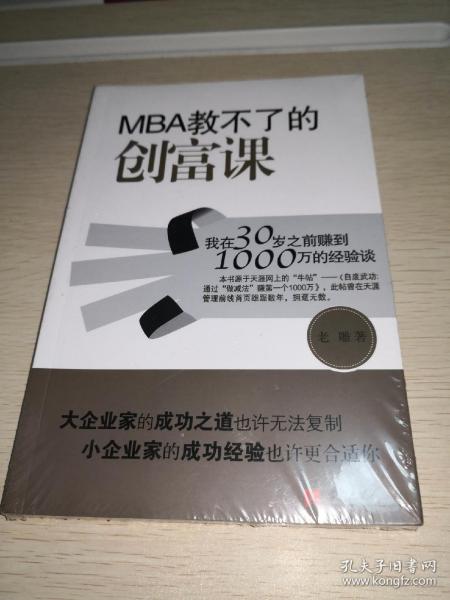 MBA教不了的
创富课
我在30岁之前赚到
1000万的经验谈
本书源于天涯网上的“牛帖”——《自废武功:
通过“做减法”赚第一个1000万》，此帖曾在天涯
管理前线首页雄踞数年，拥趸无数。
老雕著
大企业家的成功之道也许无法复制
小企业家的成功经验也许更合适你
孔夫子旧书网
www.kongfz.com